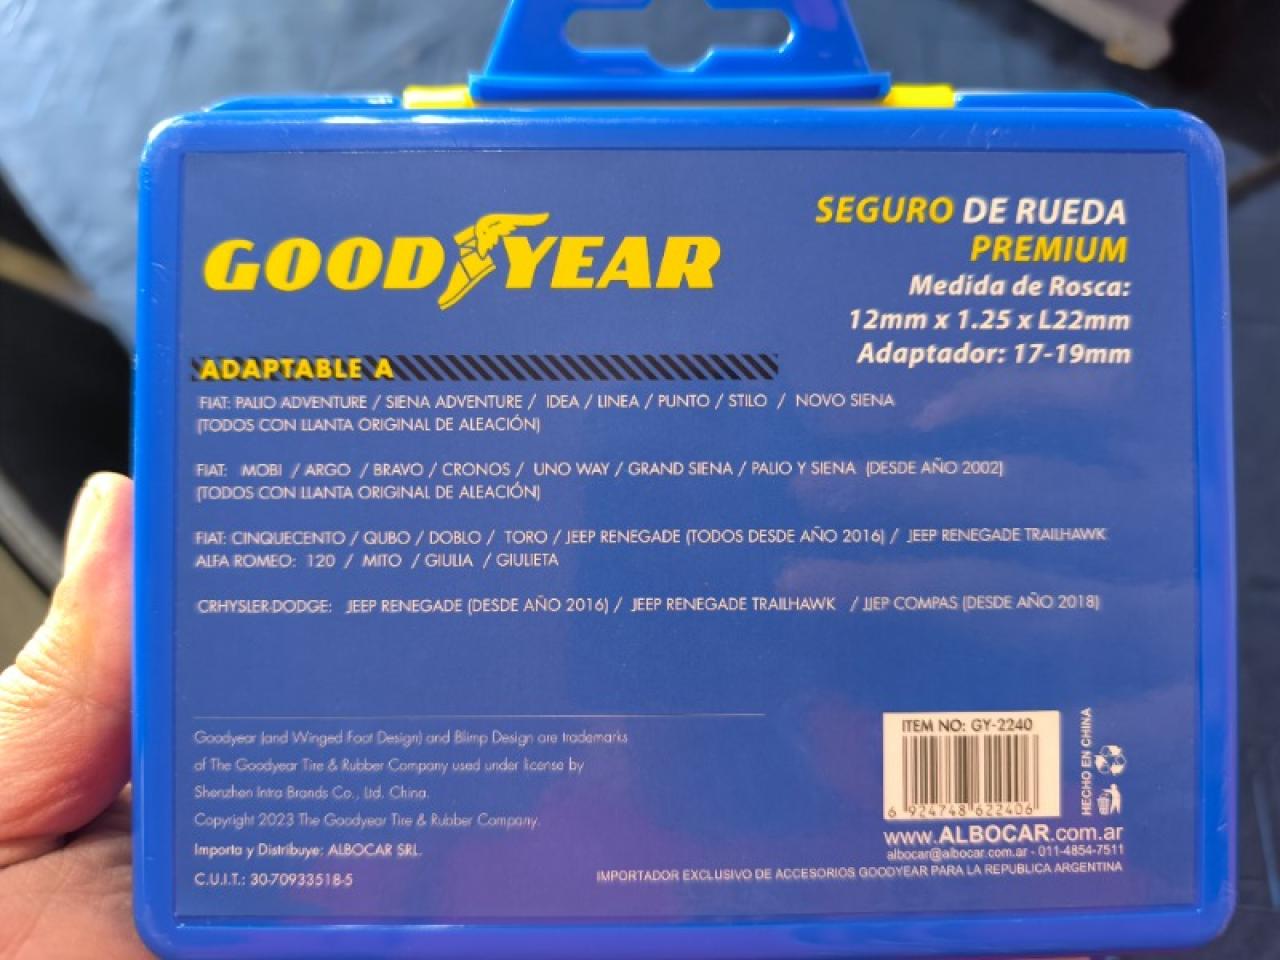 GOODYEAR
SEGURO DE RUEDA
PREMIUM
Medida de Rosca:
12mm x 1.25 x L22mm
Adaptador: 17-19mm
ADAPTABLE A
FIAT: PALIO ADVENTURE / SIENA ADVENTURE / IDEA / LINEA / PUNTO / STILO / NOVO SIENA
(TODOS CON LLANTA ORIGINAL DE ALEACIÓN)
FIAT: MOBI / ARGO / BRAVO / CRONOS / UNO WAY / GRAND SIENA / PALIO Y SIENA (DESDE AÑO 2002)
(TODOS CON LLANTA ORIGINAL DE ALEACIÓN)
FIAT: CINQUECENTO / QUBO / DOBLO / TORO / JEEP RENEGADE (TODOS DESDE AÑO 2016) / JEEP RENEGADE TRAILHAWK
ALFA ROMEO: 120 / MITO / GIULIA / GIULIETA
CRHYSLER-DODGE: JEEP RENEGADE (DESDE AÑO 2016) / JEEP RENEGADE TRAILHAWK / JJEP COMPAS (DESDE AÑO 2018)
Goodyear (and Winged Foot Design) and Blimp Design are trademarks
of The Goodyear Tire & Rubber Company used under license by
Shenzhen Intra Brands Co., Ltd. China.
Copyright 2023 The Goodyear Tire & Rubber Company.
Importa y Distribuye: ALBOCAR SRL.
C.U.I.T.: 30-70933518-5
ITEM NO: GY-2240
6 924748 622406
HECHO EN CHINA
www.ALBOCAR.com.ar
albocar@albocar.com.ar - 011-4854-7511
IMPORTADOR EXCLUSIVO DE ACCESORIOS GOODYEAR PARA LA REPUBLICA ARGENTINA